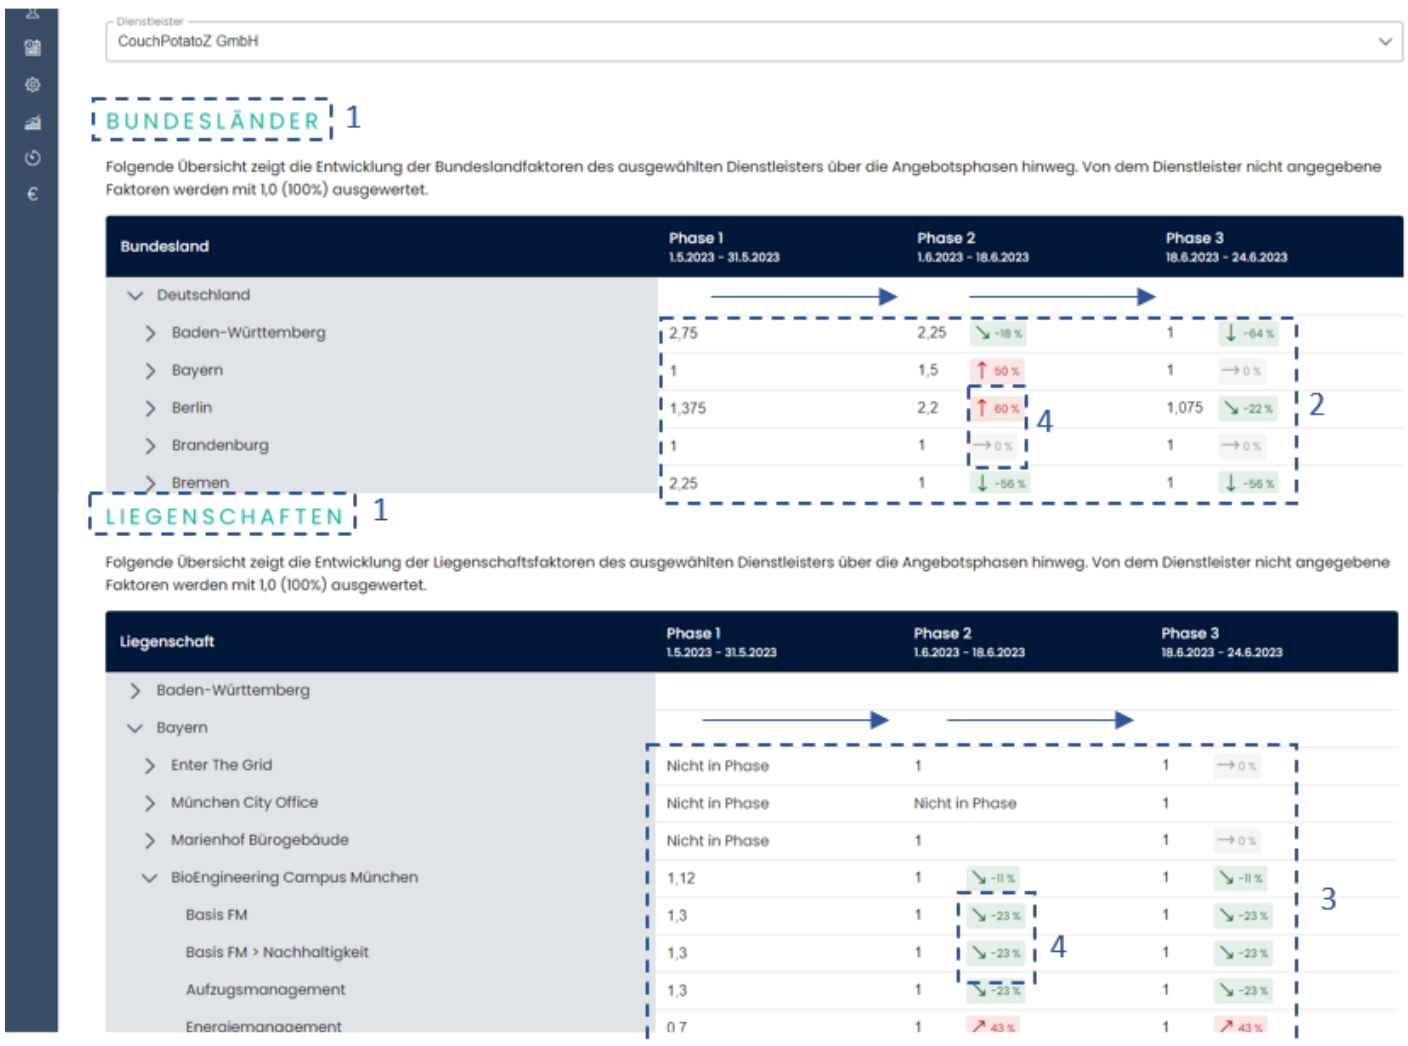 Dienstleister
CouchPotatoZ GmbH
BUNDESLÄNDER 1
Folgende Übersicht zeigt die Entwicklung der Bundeslandfaktoren des ausgewählten Dienstleisters über die Angebotsphasen hinweg. Von dem Dienstleister nicht angegebene
Faktoren werden mit 1,0 (100%) ausgewertet.
Bundesland Phase 1 Phase 2 Phase 3
1.5.2023 - 31.5.2023 1.6.2023 - 18.6.2023 18.6.2023 - 24.6.2023
Deutschland
Baden-Württemberg 2,75 2,25 ↘ -18 % 1 ↓ -64 %
Bayern 1 1,5 ↑ 50 % 1 → 0 %
Berlin 1,375 2,2 ↑ 60 % 4 1,075 ↘ -22 % 2
Brandenburg 1 1 → 0 % 1 → 0 %
Bremen 2,25 1 ↓ -56 % 1 ↓ -56 %
LIEGENSCHAFTEN 1
Folgende Übersicht zeigt die Entwicklung der Liegenschaftsfaktoren des ausgewählten Dienstleisters über die Angebotsphasen hinweg. Von dem Dienstleister nicht angegebene
Faktoren werden mit 1,0 (100%) ausgewertet.
Liegenschaft Phase 1 Phase 2 Phase 3
1.5.2023 - 31.5.2023 1.6.2023 - 18.6.2023 18.6.2023 - 24.6.2023
Baden-Württemberg
Bayern
Enter The Grid Nicht in Phase 1 1 → 0 %
München City Office Nicht in Phase Nicht in Phase 1
Marienhof Bürogebäude Nicht in Phase 1 1 → 0 %
BioEngineering Campus München 1,12 1 ↘ -11 % 1 ↘ -11 %
Basis FM 1,3 1 ↘ -23 % 1 ↘ -23 % 3
Basis FM > Nachhaltigkeit 1,3 1 ↘ -23 % 4 1 ↘ -23 %
Aufzugsmanagement 1,3 1 ↘ -23 % 1 ↘ -23 %
Energiemanagement 0,7 1 ↗ 43 % 1 ↗ 43 %